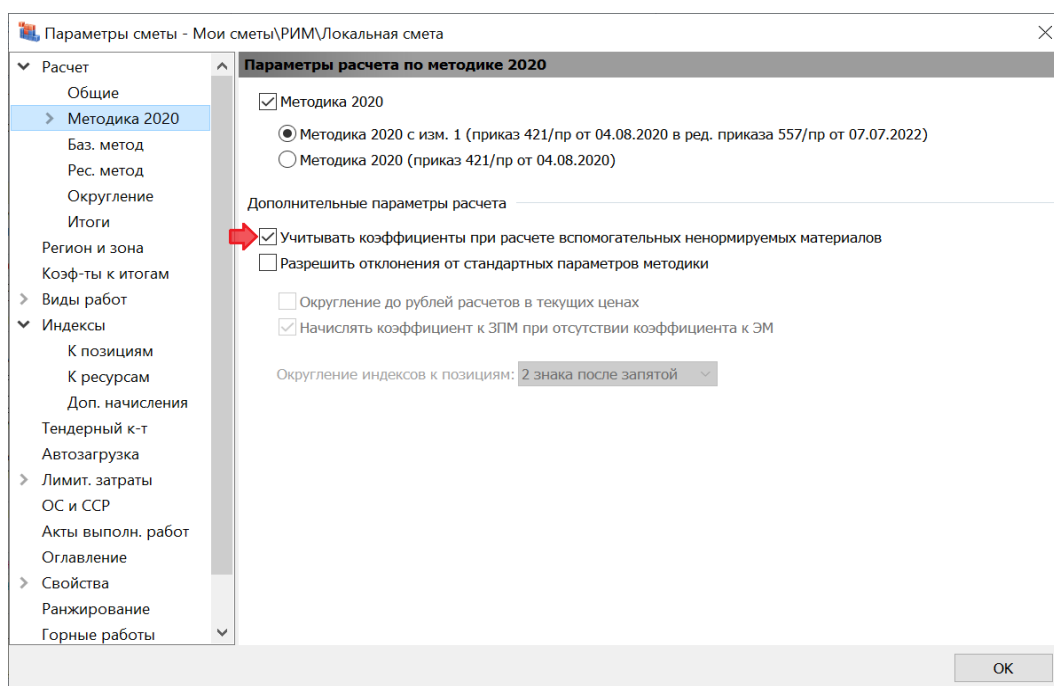 Параметры сметы - Мои сметы\РИМ\Локальная смета
Расчет
Общие
Методика 2020
Баз. метод
Рес. метод
Округление
Итоги
Регион и зона
Коэф-ты к итогам
Виды работ
Индексы
К позициям
К ресурсам
Доп. начисления
Тендерный к-т
Автозагрузка
Лимит. затраты
ОС и ССР
Акты выполн. работ
Оглавление
Свойства
Ранжирование
Горные работы
Параметры расчета по методике 2020
Методика 2020
Методика 2020 с изм. 1 (приказ 421/пр от 04.08.2020 в ред. приказа 557/пр от 07.07.2022)
Методика 2020 (приказ 421/пр от 04.08.2020)
Дополнительные параметры расчета
Учитывать коэффициенты при расчете вспомогательных ненормируемых материалов
Разрешить отклонения от стандартных параметров методики
Округление до рублей расчетов в текущих ценах
Начислять коэффициент к ЗПМ при отсутствии коэффициента к ЭМ
Округление индексов к позициям: 2 знака после запятой
ОК